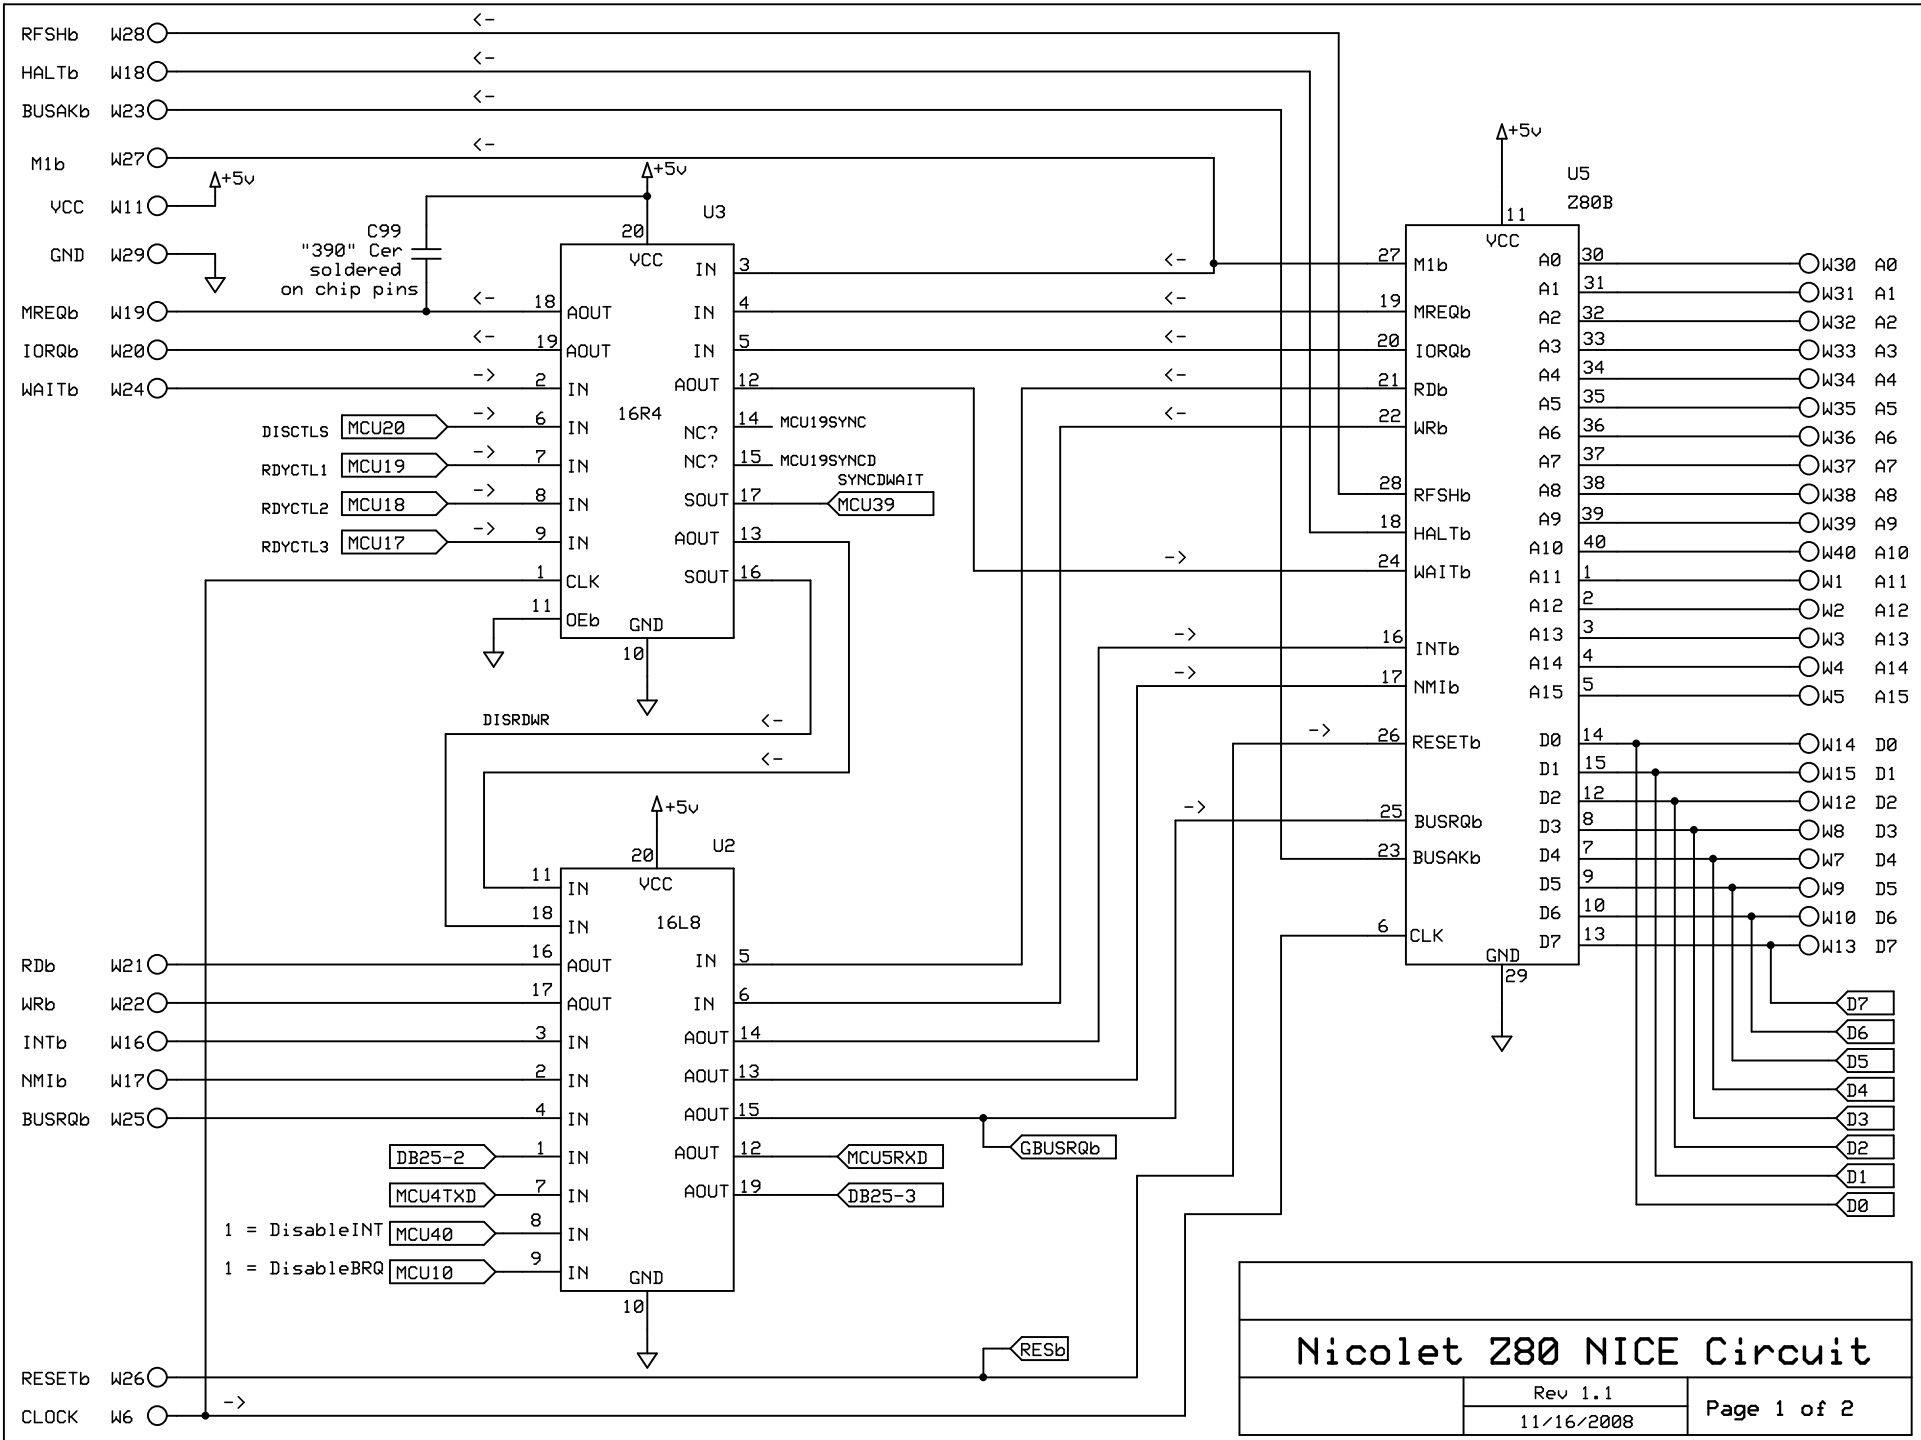 RFSHb W28 <-
HALTb W18 <-
BUSAKb W23 <-
M1b W27 <-
VCC W11 +5v
GND W29
MREQb W19 <-
IORQb W20 <-
WAITb W24 ->
C99
"390" Cer
soldered
on chip pins
DISCTLS MCU20 ->
RDYCTL1 MCU19 ->
RDYCTL2 MCU18 ->
RDYCTL3 MCU17 ->
+5v
U3
20
VCC
16R4
18 AOUT
19 AOUT
2 IN
6 IN
7 IN
8 IN
9 IN
1 CLK
11 OEb
GND
10
IN 3
IN 4
IN 5
AOUT 12
NC? 14 MCU19SYNC
NC? 15 MCU19SYNCD
SYNCDWAIT
SOUT 17 MCU39
AOUT 13
SOUT 16
DISRDWR <-
<-
+5v
U2
20
VCC
16L8
11 IN
18 IN
16 AOUT
17 AOUT
3 IN
2 IN
4 IN
1 IN
7 IN
8 IN
9 IN
GND
10
IN 5
IN 6
AOUT 14
AOUT 13
AOUT 15
AOUT 12 MCU5RXD
AOUT 19 DB25-3
GBUSRQb
RDb W21
WRb W22
INTb W16
NMIb W17
BUSRQb W25
DB25-2
MCU4TXD
1 = DisableINT MCU40
1 = DisableBRQ MCU10
RESb
RESETb W26
CLOCK W6 ->
+5v
U5
Z80B
11
VCC
<- 27 M1b
<- 19 MREQb
<- 20 IORQb
<- 21 RDb
<- 22 WRb
28 RFSHb
18 HALTb
-> 24 WAITb
-> 16 INTb
-> 17 NMIb
-> 26 RESETb
-> 25 BUSRQb
23 BUSAKb
6 CLK
GND
29
A0 30 W30 A0
A1 31 W31 A1
A2 32 W32 A2
A3 33 W33 A3
A4 34 W34 A4
A5 35 W35 A5
A6 36 W36 A6
A7 37 W37 A7
A8 38 W38 A8
A9 39 W39 A9
A10 40 W40 A10
A11 1 W1 A11
A12 2 W2 A12
A13 3 W3 A13
A14 4 W4 A14
A15 5 W5 A15
D0 14 W14 D0
D1 15 W15 D1
D2 12 W12 D2
D3 8 W8 D3
D4 7 W7 D4
D5 9 W9 D5
D6 10 W10 D6
D7 13 W13 D7
D7
D6
D5
D4
D3
D2
D1
D0
Nicolet Z80 NICE Circuit
Rev 1.1
11/16/2008
Page 1 of 2